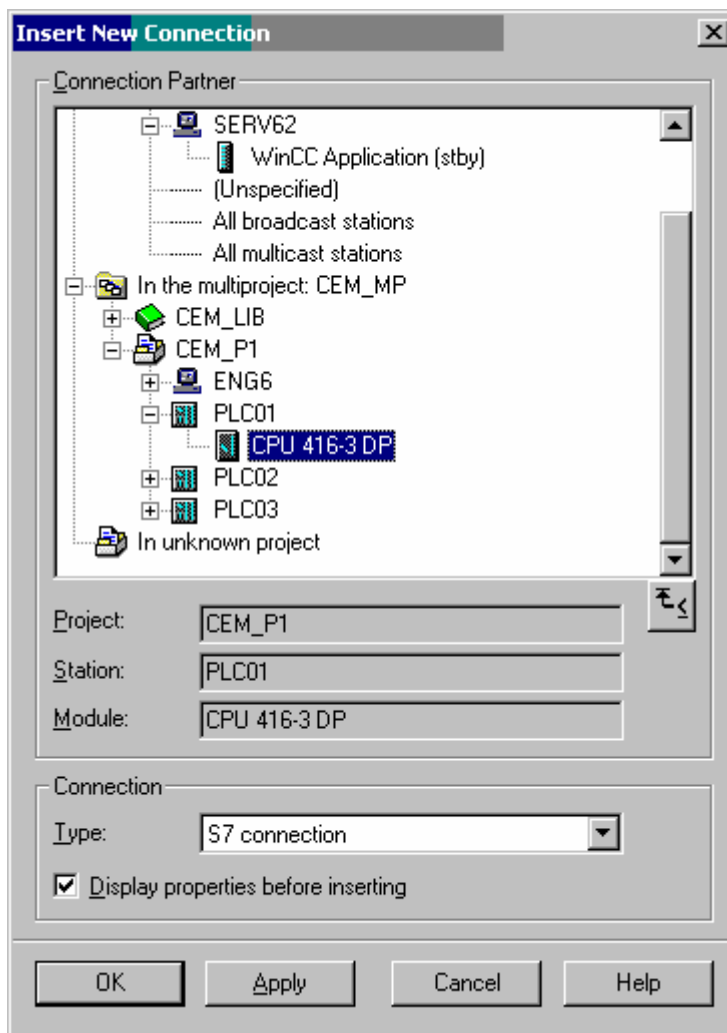 Insert New Connection
Connection Partner
SERV62
WinCC Application (stby)
(Unspecified)
All broadcast stations
All multicast stations
In the multiproject: CEM_MP
CEM_LIB
CEM_P1
ENG6
PLC01
CPU 416-3 DP
PLC02
PLC03
In unknown project
Project: CEM_P1
Station: PLC01
Module: CPU 416-3 DP
Connection
Type: S7 connection
Display properties before inserting
OK Apply Cancel Help